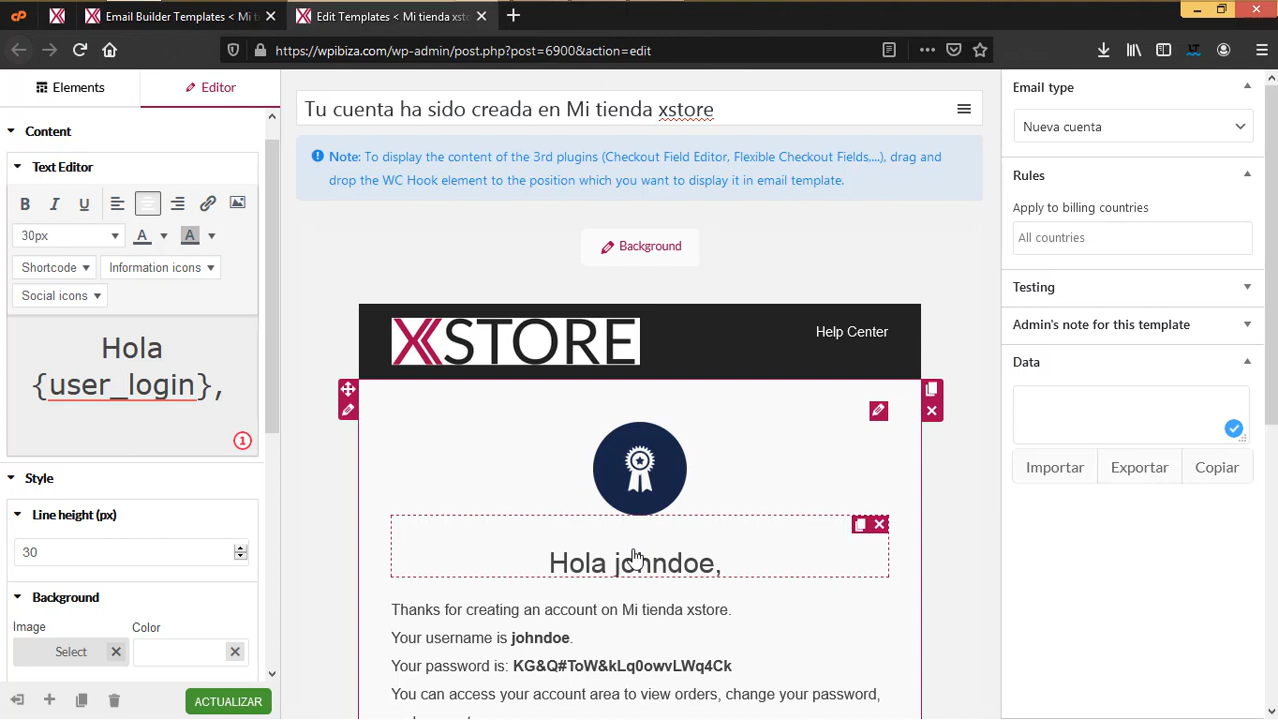 Email Builder Templates < Mi ti
Edit Templates < Mi tienda xsto
https://wpibiza.com/wp-admin/post.php?post=6900&action=edit
Elements
Editor
Content
Text Editor
B I U
30px
A
A
Shortcode
Information icons
Social icons
Hola
{user_login},
1
Style
Line height (px)
30
Background
Image
Color
Select
ACTUALIZAR
Tu cuenta ha sido creada en Mi tienda xstore
Note: To display the content of the 3rd plugins (Checkout Field Editor, Flexible Checkout Fields,...), drag and
drop the WC Hook element to the position which you want to display it in email template.
Background
XSTORE
Help Center
Hola johndoe,
Thanks for creating an account on Mi tienda xstore.
Your username is johndoe.
Your password is: KG&Q#ToW&kLq0owvLWq4Ck
You can access your account area to view orders, change your password,
Email type
Nueva cuenta
Rules
Apply to billing countries
All countries
Testing
Admin's note for this template
Data
Importar
Exportar
Copiar